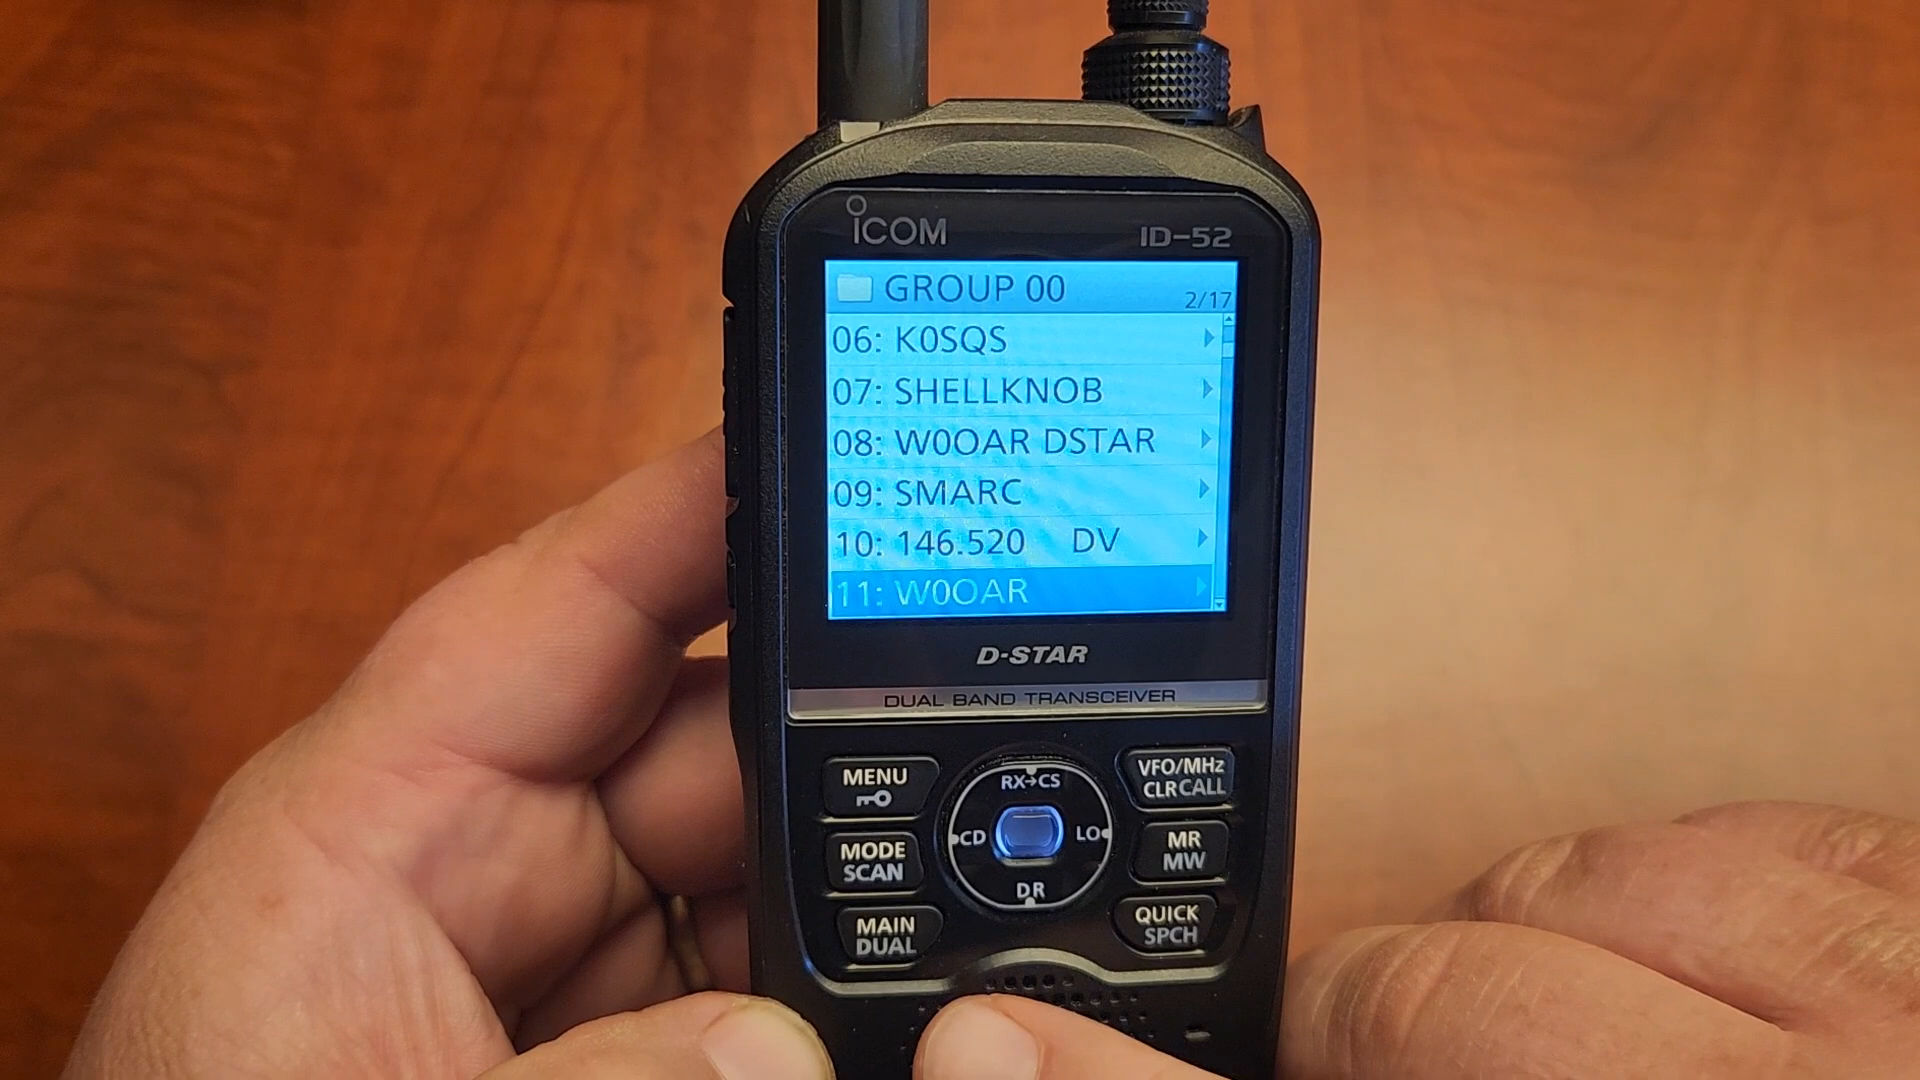 ICOM
ID-52
GROUP 00
2/17
06: K0SQS
07: SHELLKNOB
08: W0OAR DSTAR
09: SMARC
10: 146.520 DV
11: W0OAR
D-STAR
DUAL BAND TRANSCEIVER
MENU
RX→CS
VFO/MHz
CLR CALL
CD
LO
MODE
SCAN
MR
MW
DR
MAIN
DUAL
QUICK
SPCH